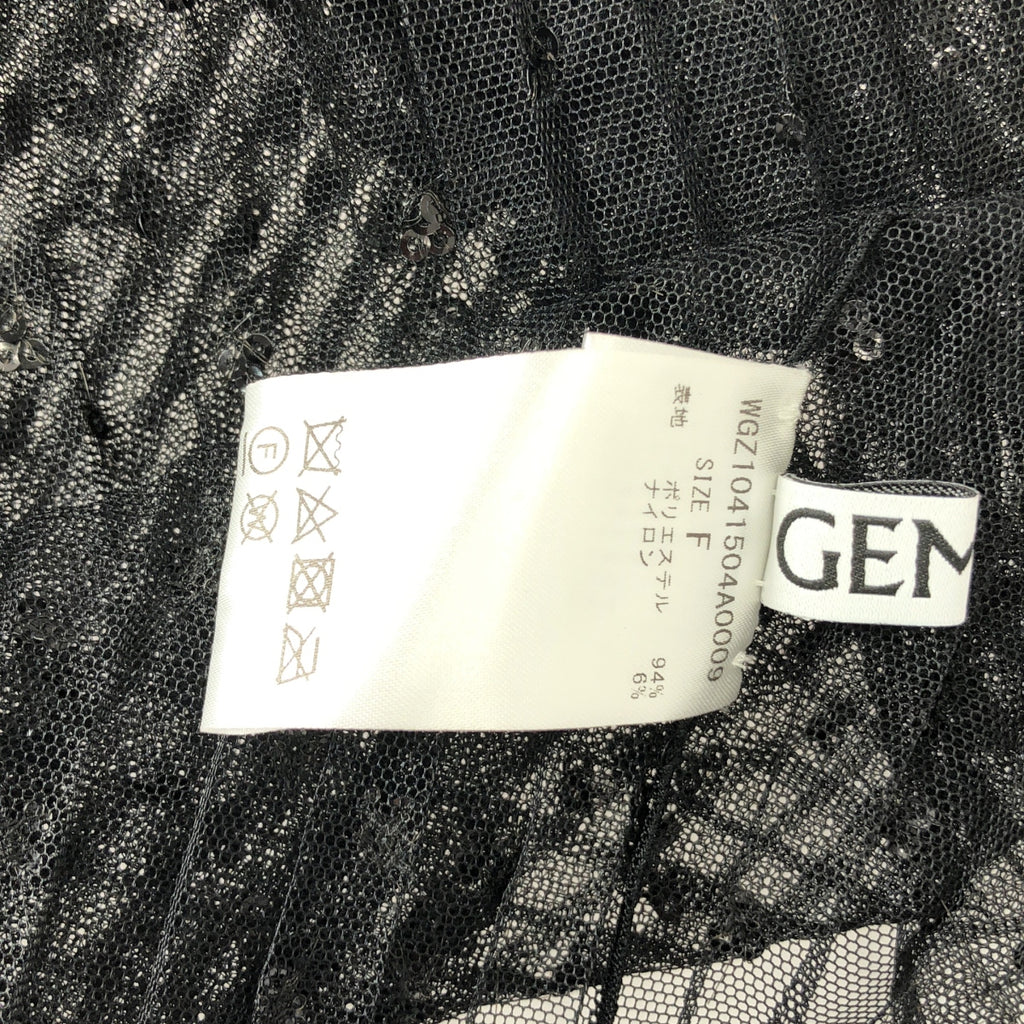 WGZ1041504A0009
SIZE F
表地 ポリエステル 94%
ナイロン 6%
F
W
GEM